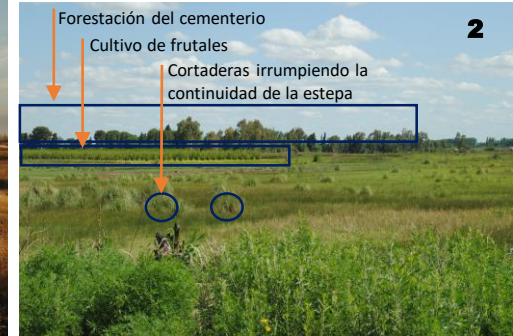 Forestación del cementerio
2
Cultivo de frutales
Cortaderas irrumpiendo la
continuidad de la estepa